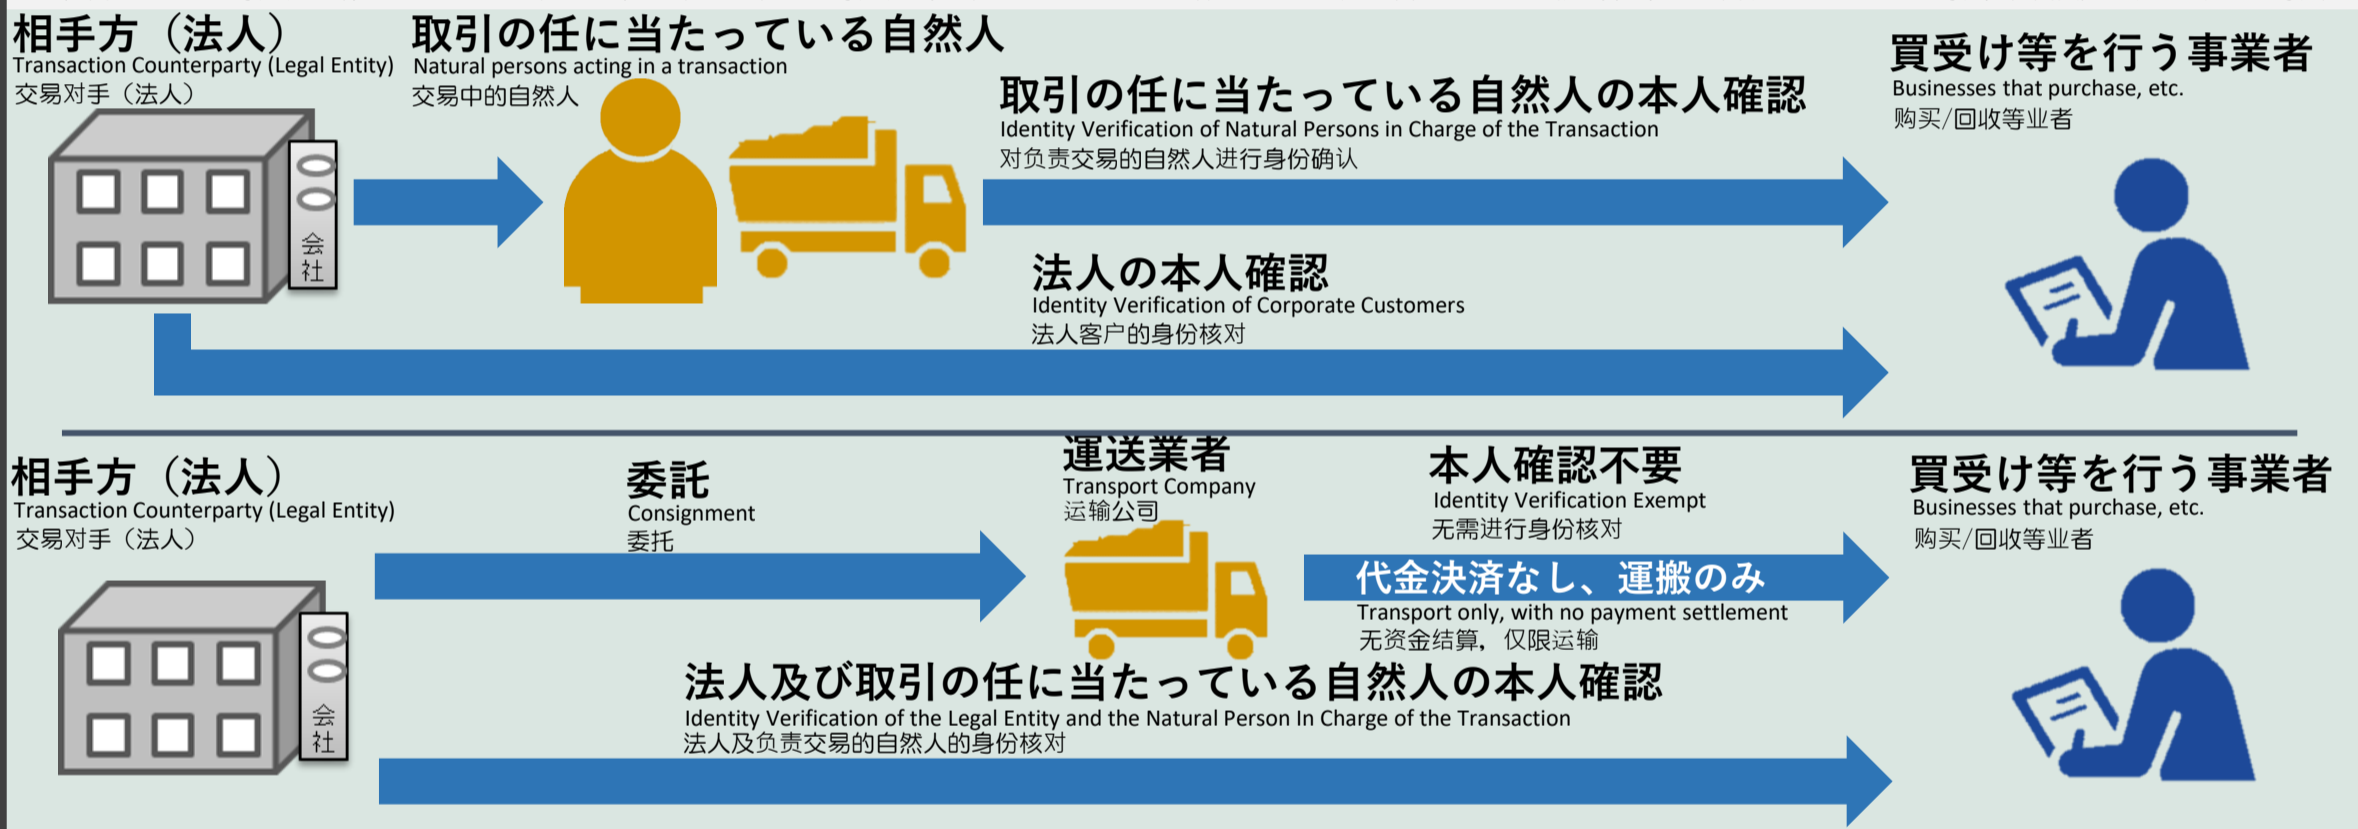 相手方（法人）
Transaction Counterparty (Legal Entity)
交易对手（法人）
取引の任に当たっている自然人
Natural persons acting in a transaction
交易中的自然人
取引の任に当たっている自然人の本人確認
Identity Verification of Natural Persons in Charge of the Transaction
对负责交易的自然人进行身份确认
買受け等を行う事業者
Businesses that purchase, etc.
购买/回收等业者
会
社
法人の本人確認
Identity Verification of Corporate Customers
法人客户的身份核对
相手方（法人）
Transaction Counterparty (Legal Entity)
交易对手（法人）
委託
Consignment
委托
運送業者
Transport Company
运输公司
本人確認不要
Identity Verification Exempt
无需进行身份核对
代金決済なし、運搬のみ
Transport only, with no payment settlement
无资金结算，仅限运输
買受け等を行う事業者
Businesses that purchase, etc.
购买/回收等业者
会
社
法人及び取引の任に当たっている自然人の本人確認
Identity Verification of the Legal Entity and the Natural Person In Charge of the Transaction
法人及负责交易的自然人的身份核对